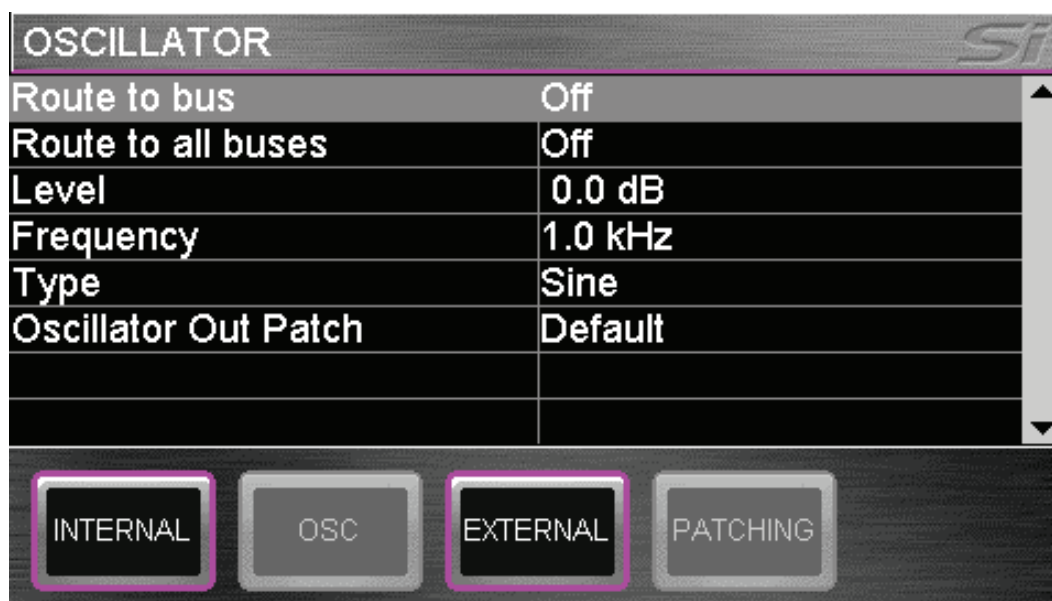 OSCILLATOR Si
Route to bus Off
Route to all buses Off
Level 0.0 dB
Frequency 1.0 kHz
Type Sine
Oscillator Out Patch Default
INTERNAL OSC EXTERNAL PATCHING